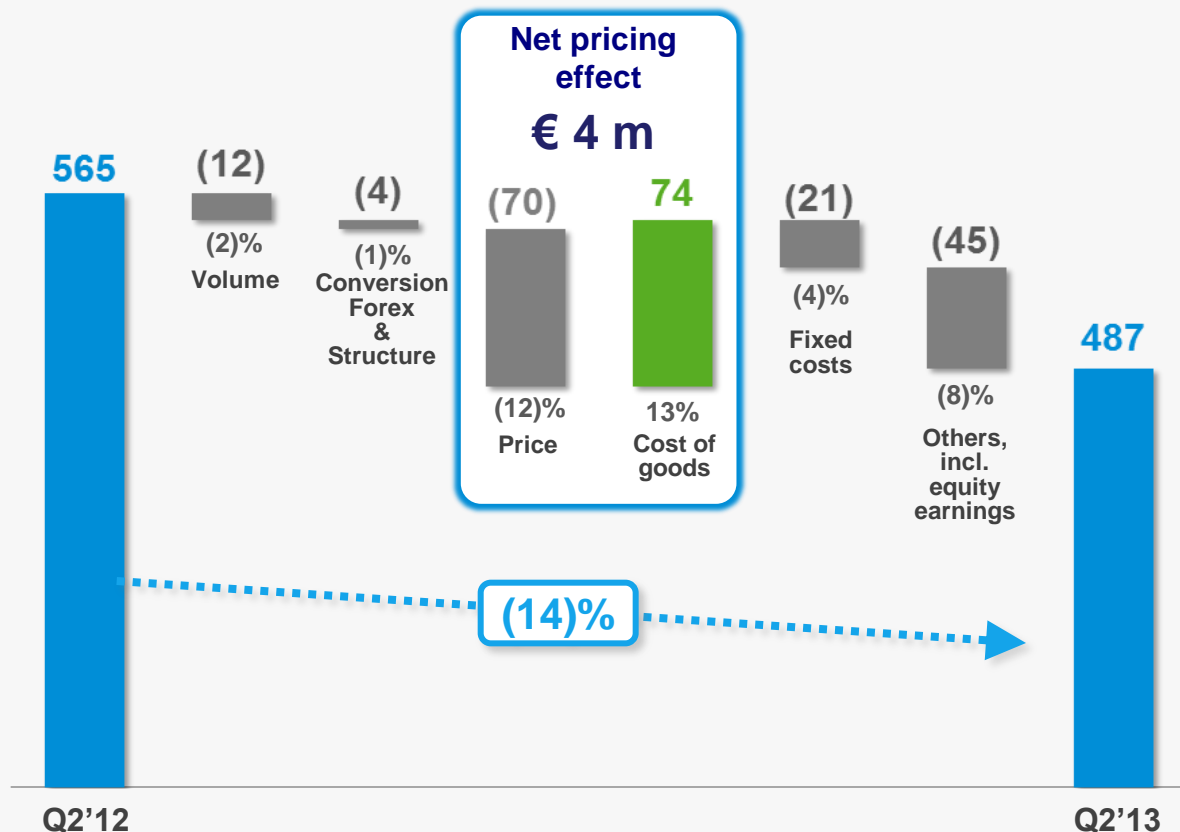 Net pricing
effect
€ 4 m
565
(12)
(2)%
Volume
(4)
(1)%
Conversion
Forex
&
Structure
(70)
(12)%
Price
74
13%
Cost of
goods
(21)
(4)%
Fixed
costs
(45)
(8)%
Others,
incl.
equity
earnings
487
(14)%
Q2’12
Q2’13